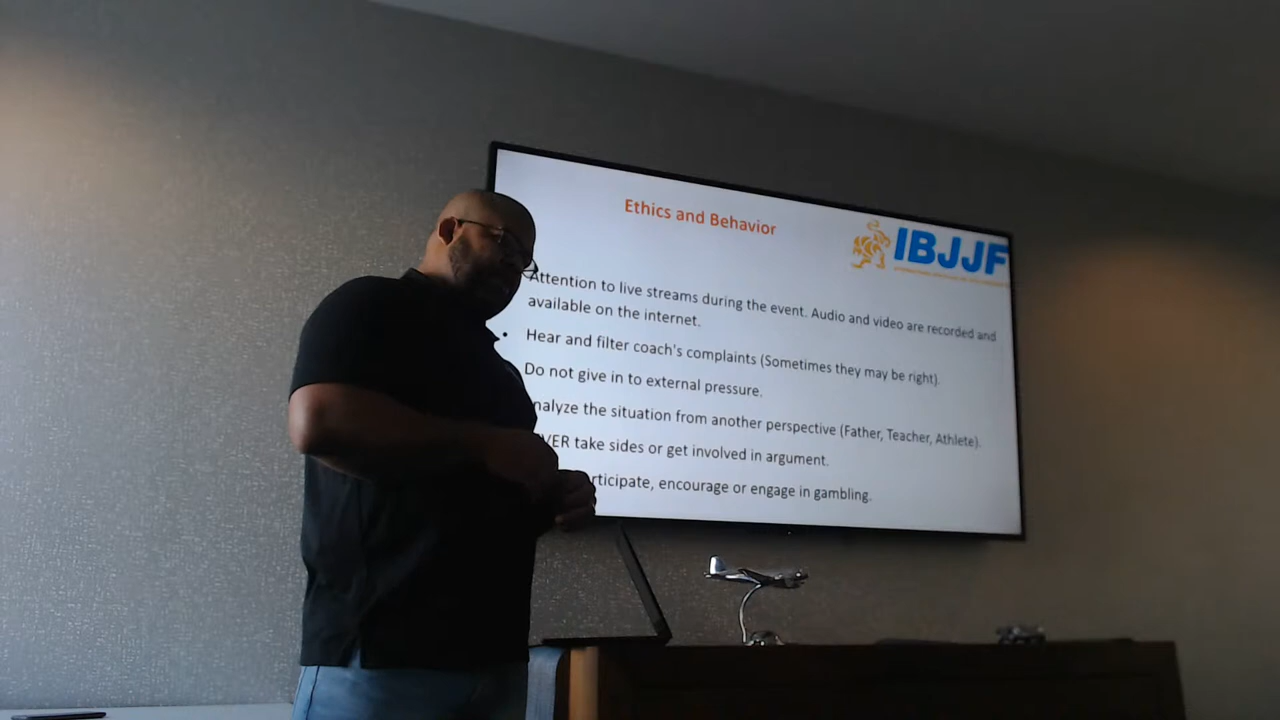 Ethics and Behavior
IBJJF
Attention to live streams during the event. Audio and video are recorded and
available on the internet.
• Hear and filter coach's complaints (Sometimes they may be right).
Do not give in to external pressure.
nalyze the situation from another perspective (Father, Teacher, Athlete).
VER take sides or get involved in argument.
rticipate, encourage or engage in gambling.